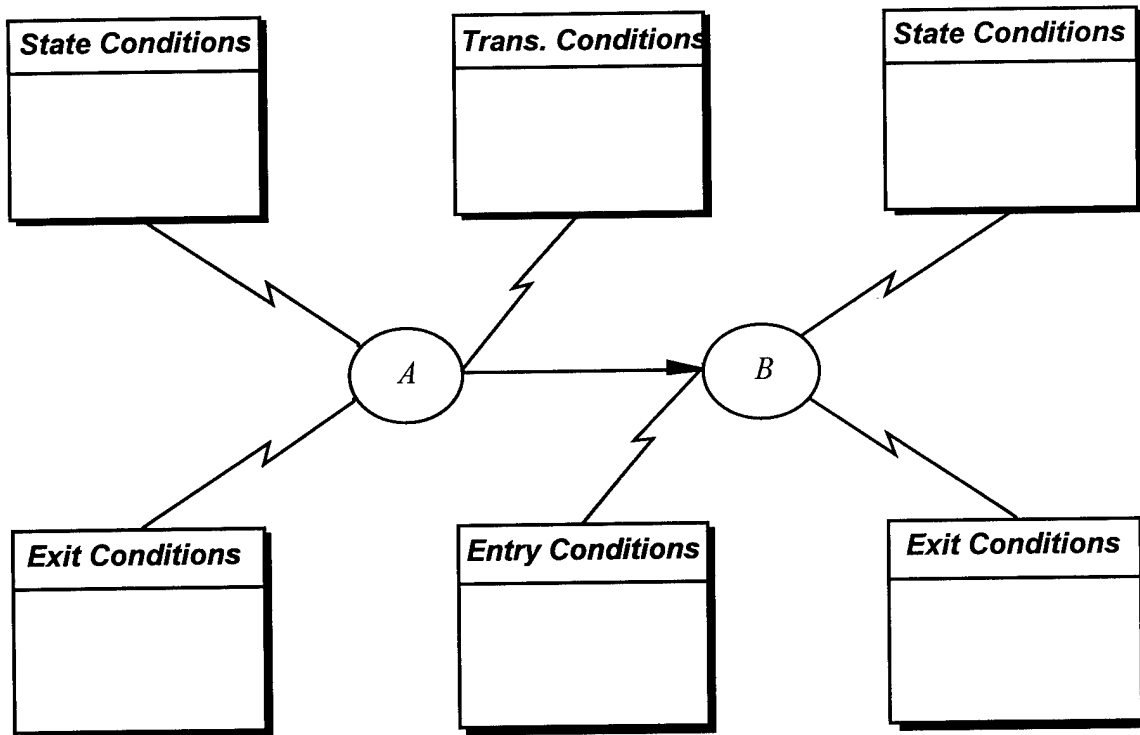 State Conditions
Trans. Conditions
State Conditions
A
B
Exit Conditions
Entry Conditions
Exit Conditions